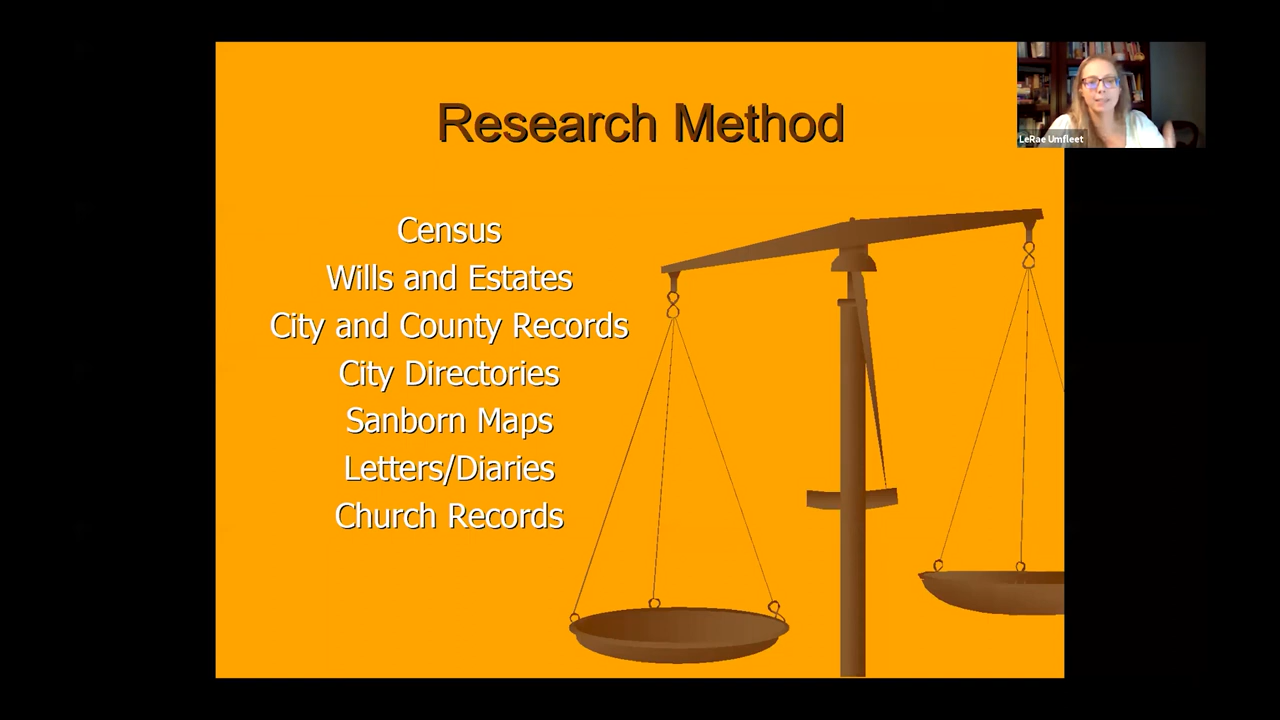 Research Method
LeRae Umfleet
Census
Wills and Estates
City and County Records
City Directories
Sanborn Maps
Letters/Diaries
Church Records